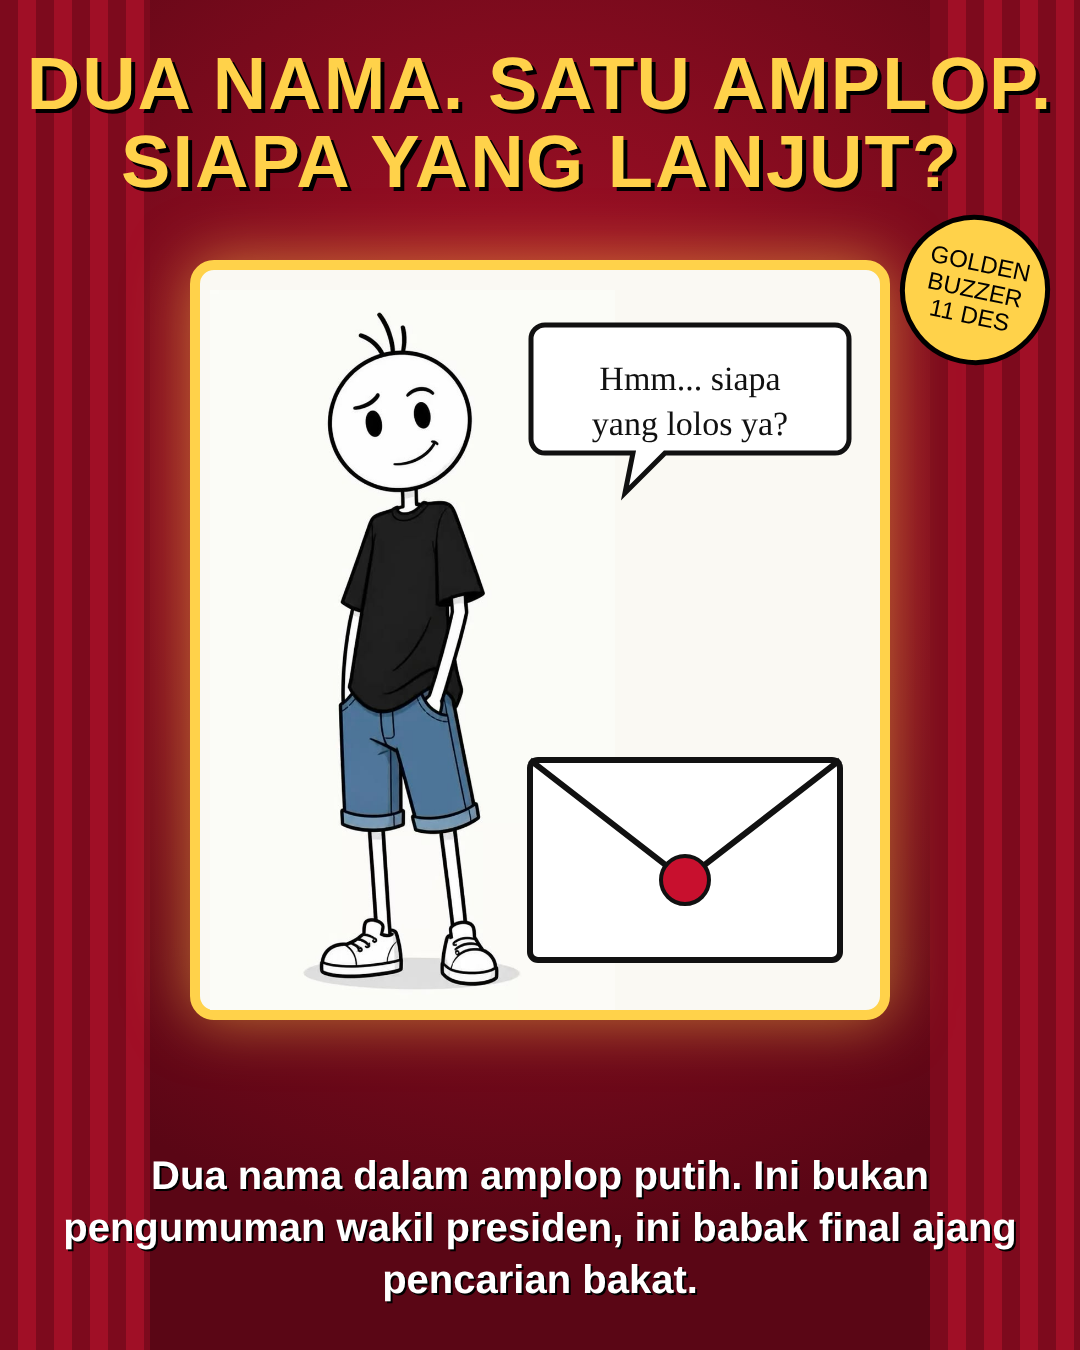 DUA NAMA. SATU AMPLOP.
SIAPA YANG LANJUT?
GOLDEN
BUZZER
11 DES
Hmm... siapa
yang lolos ya?
Dua nama dalam amplop putih. Ini bukan
pengumuman wakil presiden, ini babak final ajang
pencarian bakat.